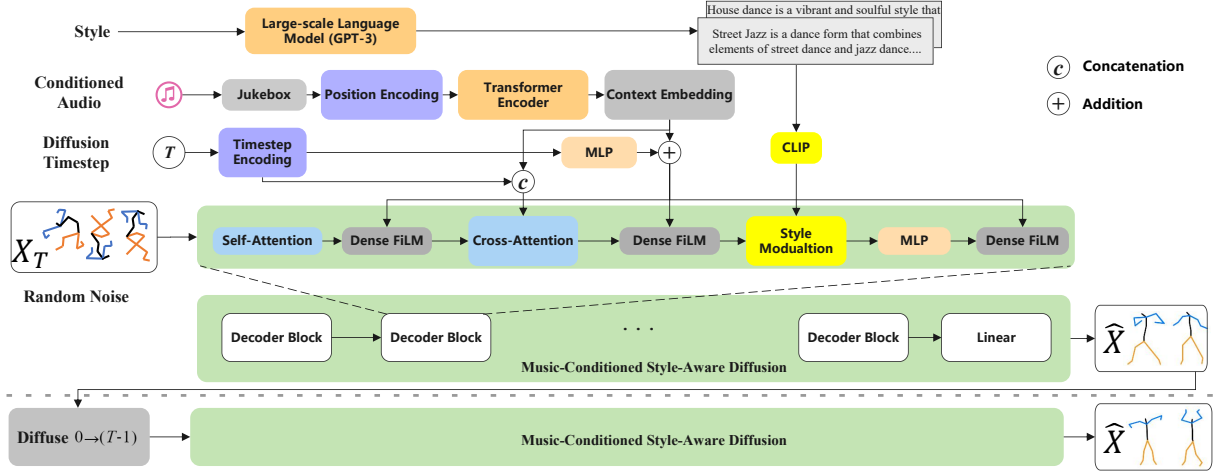 Style
Large-scale Language
Model (GPT-3)
House dance is a vibrant and soulful style that
Street Jazz is a dance form that combines
elements of street dance and jazz dance....
Conditioned
Audio
Jukebox
Position Encoding
Transformer
Encoder
Context Embedding
c Concatenation
+ Addition
Diffusion
Timestep
T
Timestep
Encoding
MLP
+
CLIP
c
X_T
Self-Attention
Dense FiLM
Cross-Attention
Dense FiLM
Style
Modualtion
MLP
Dense FiLM
Random Noise
Decoder Block
Decoder Block
. . .
Decoder Block
Linear
Music-Conditioned Style-Aware Diffusion
X̂
Diffuse 0→(T-1)
Music-Conditioned Style-Aware Diffusion
X̂